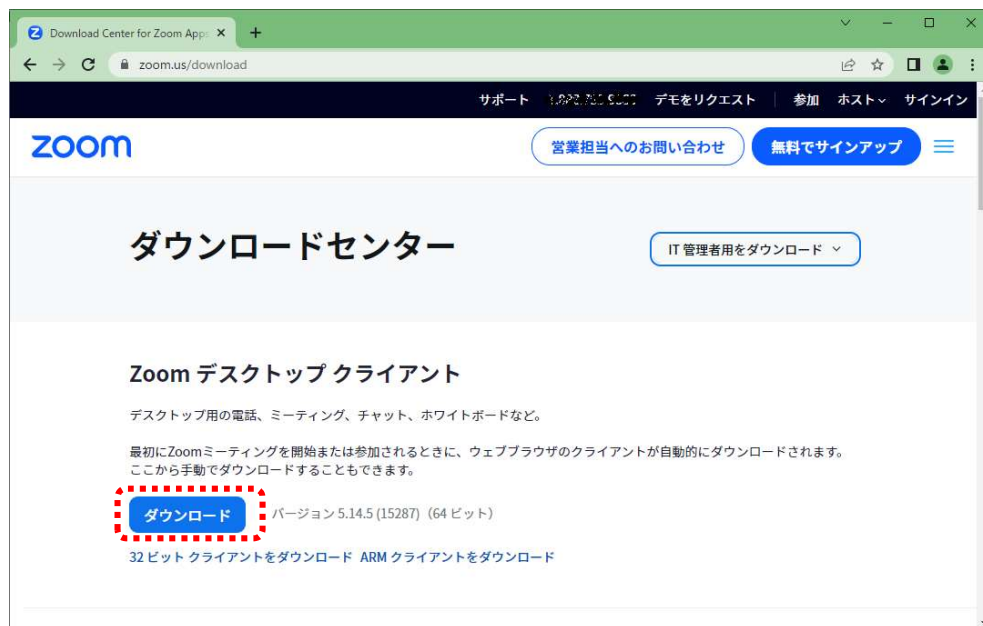 Download Center for Zoom Apps
zoom.us/download
サポート デモをリクエスト 参加 ホスト サインイン
zoom
営業担当へのお問い合わせ 無料でサインアップ
ダウンロードセンター
IT 管理者用をダウンロード
Zoom デスクトップ クライアント
デスクトップ用の電話、ミーティング、チャット、ホワイトボードなど。
最初にZoomミーティングを開始または参加されるときに、ウェブブラウザのクライアントが自動的にダウンロードされます。
ここから手動でダウンロードすることもできます。
ダウンロード バージョン 5.14.5 (15287)（64 ビット）
32 ビット クライアントをダウンロード ARM クライアントをダウンロード